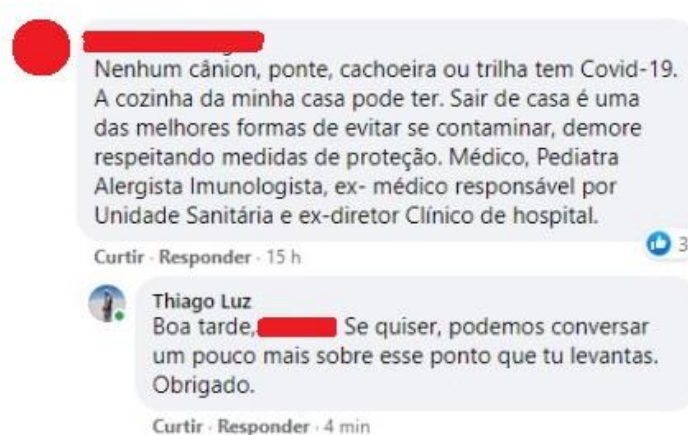 Nenhum cânion, ponte, cachoeira ou trilha tem Covid-19.
A cozinha da minha casa pode ter. Sair de casa é uma
das melhores formas de evitar se contaminar, demore
respeitando medidas de proteção. Médico, Pediatra
Alergista Imunologista, ex- médico responsável por
Unidade Sanitária e ex-diretor Clínico de hospital.
3
Curtir · Responder · 15 h
Thiago Luz
Boa tarde, Se quiser, podemos conversar
um pouco mais sobre esse ponto que tu levantas.
Obrigado.
Curtir · Responder · 4 min